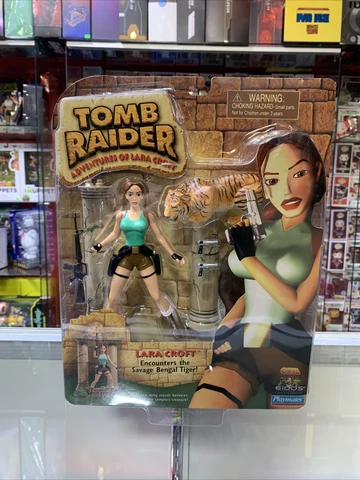 TOMB
RAIDER
ADVENTURES OF LARA CROFT
WARNING:
CHOKING HAZARD-Small parts.
Not for Children under 3 years.
LARA CROFT
Encounters the
Savage Bengal Tiger!
EIDOS
Playmates